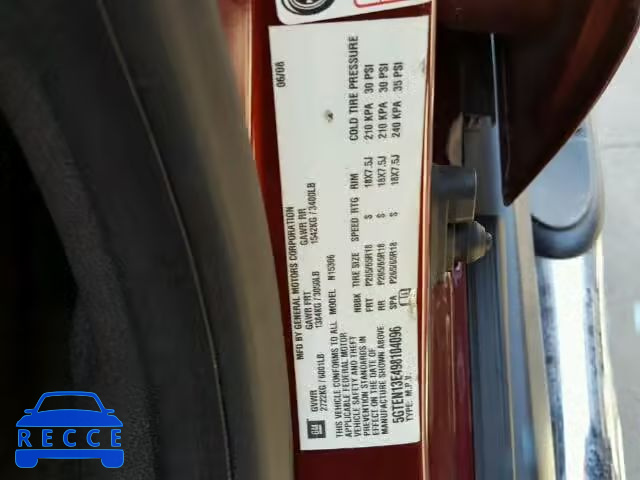 MFD BY GENERAL MOTORS CORPORATION 06/08
GVWR GAWR FRT GAWR RR
2722KG / 6001LB 1384KG / 3050LB 1542KG / 3400LB
THIS VEHICLE CONFORMS TO ALL
APPLICABLE FEDERAL MOTOR
VEHICLE SAFETY AND THEFT
PREVENTION STANDARDS IN
EFFECT ON THE DATE OF
MANUFACTURE SHOWN ABOVE
5GTEN13E498104096
TYPE: M.P.V.
MODEL: N15306
NBBK TIRE SIZE SPEED RTG RIM COLD TIRE PRESSURE
FRT P265/65R18 S 18X7.5J 210 KPA 30 PSI
RR P265/65R18 S 18X7.5J 210 KPA 30 PSI
SPA P265/65R18 S 18X7.5J 240 KPA 35 PSI
GM
RECCE